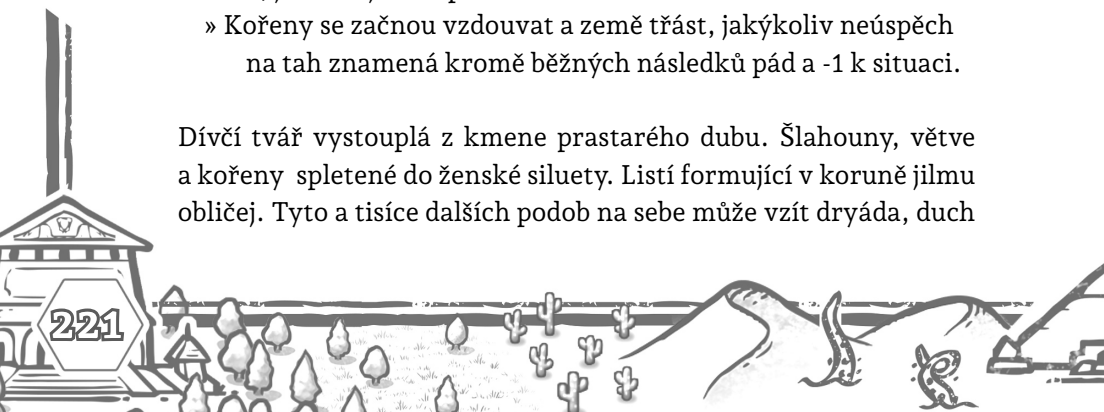 » Kořeny se začnou vzdouvat a země třást, jakýkoliv neúspěch
na tah znamená kromě běžných následků pád a -1 k situaci.
Dívčí tvář vystouplá z kmene prastarého dubu. Šlahouny, větve
a kořeny spletené do ženské siluety. Listí formující v koruně jilmu
obličej. Tyto a tisíce dalších podob na sebe může vzít dryáda, duch
221